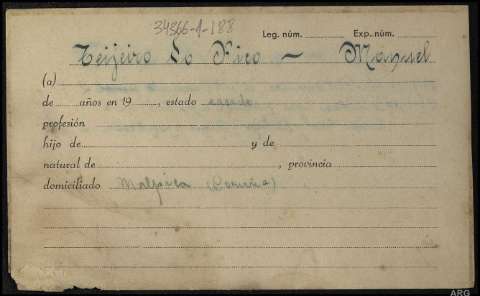 34366-A-188
Leg. núm. Exp. núm.
Teijeiro Lo Pico — Manuel
(a)
de años en 19 , estado casado
profesión
hijo de y de
natural de , provincia
domiciliado Malpica (Coruña)
ARG